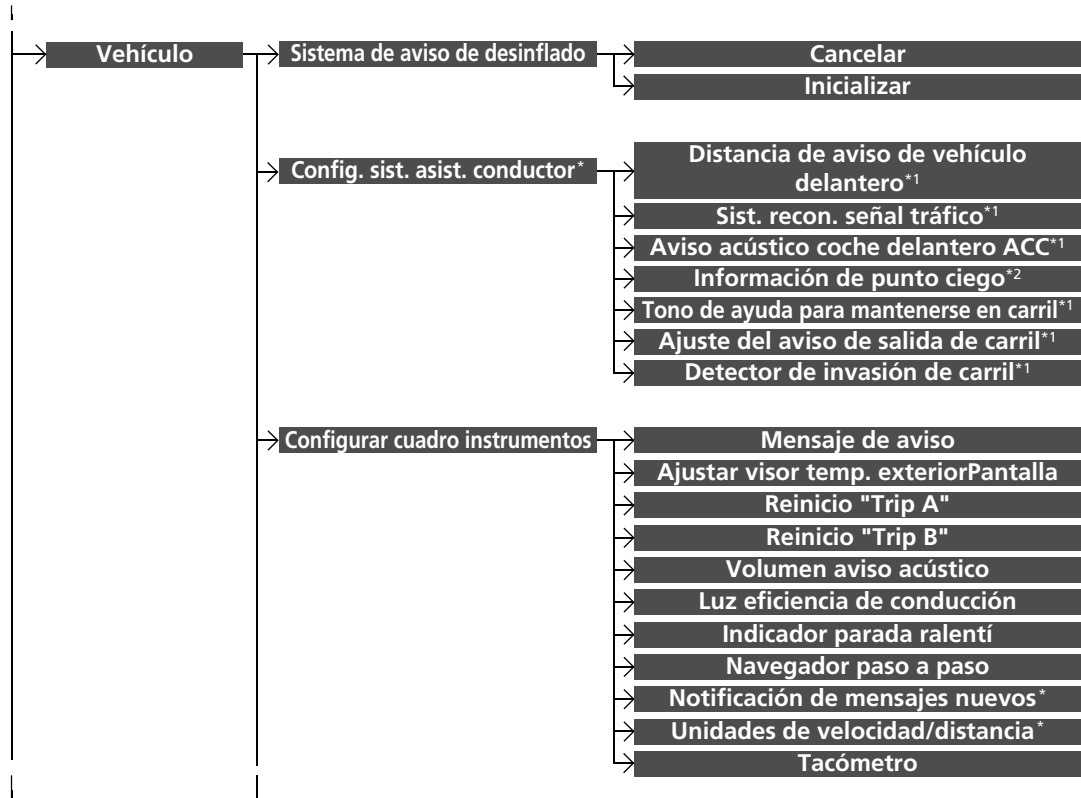 Vehículo
Sistema de aviso de desinflado
Cancelar
Inicializar
Config. sist. asist. conductor*
Distancia de aviso de vehículo
delantero*1
Sist. recon. señal tráfico*1
Aviso acústico coche delantero ACC*1
Información de punto ciego*2
Tono de ayuda para mantenerse en carril*1
Ajuste del aviso de salida de carril*1
Detector de invasión de carril*1
Configurar cuadro instrumentos
Mensaje de aviso
Ajustar visor temp. exteriorPantalla
Reinicio "Trip A"
Reinicio "Trip B"
Volumen aviso acústico
Luz eficiencia de conducción
Indicador parada ralentí
Navegador paso a paso
Notificación de mensajes nuevos*
Unidades de velocidad/distancia*
Tacómetro